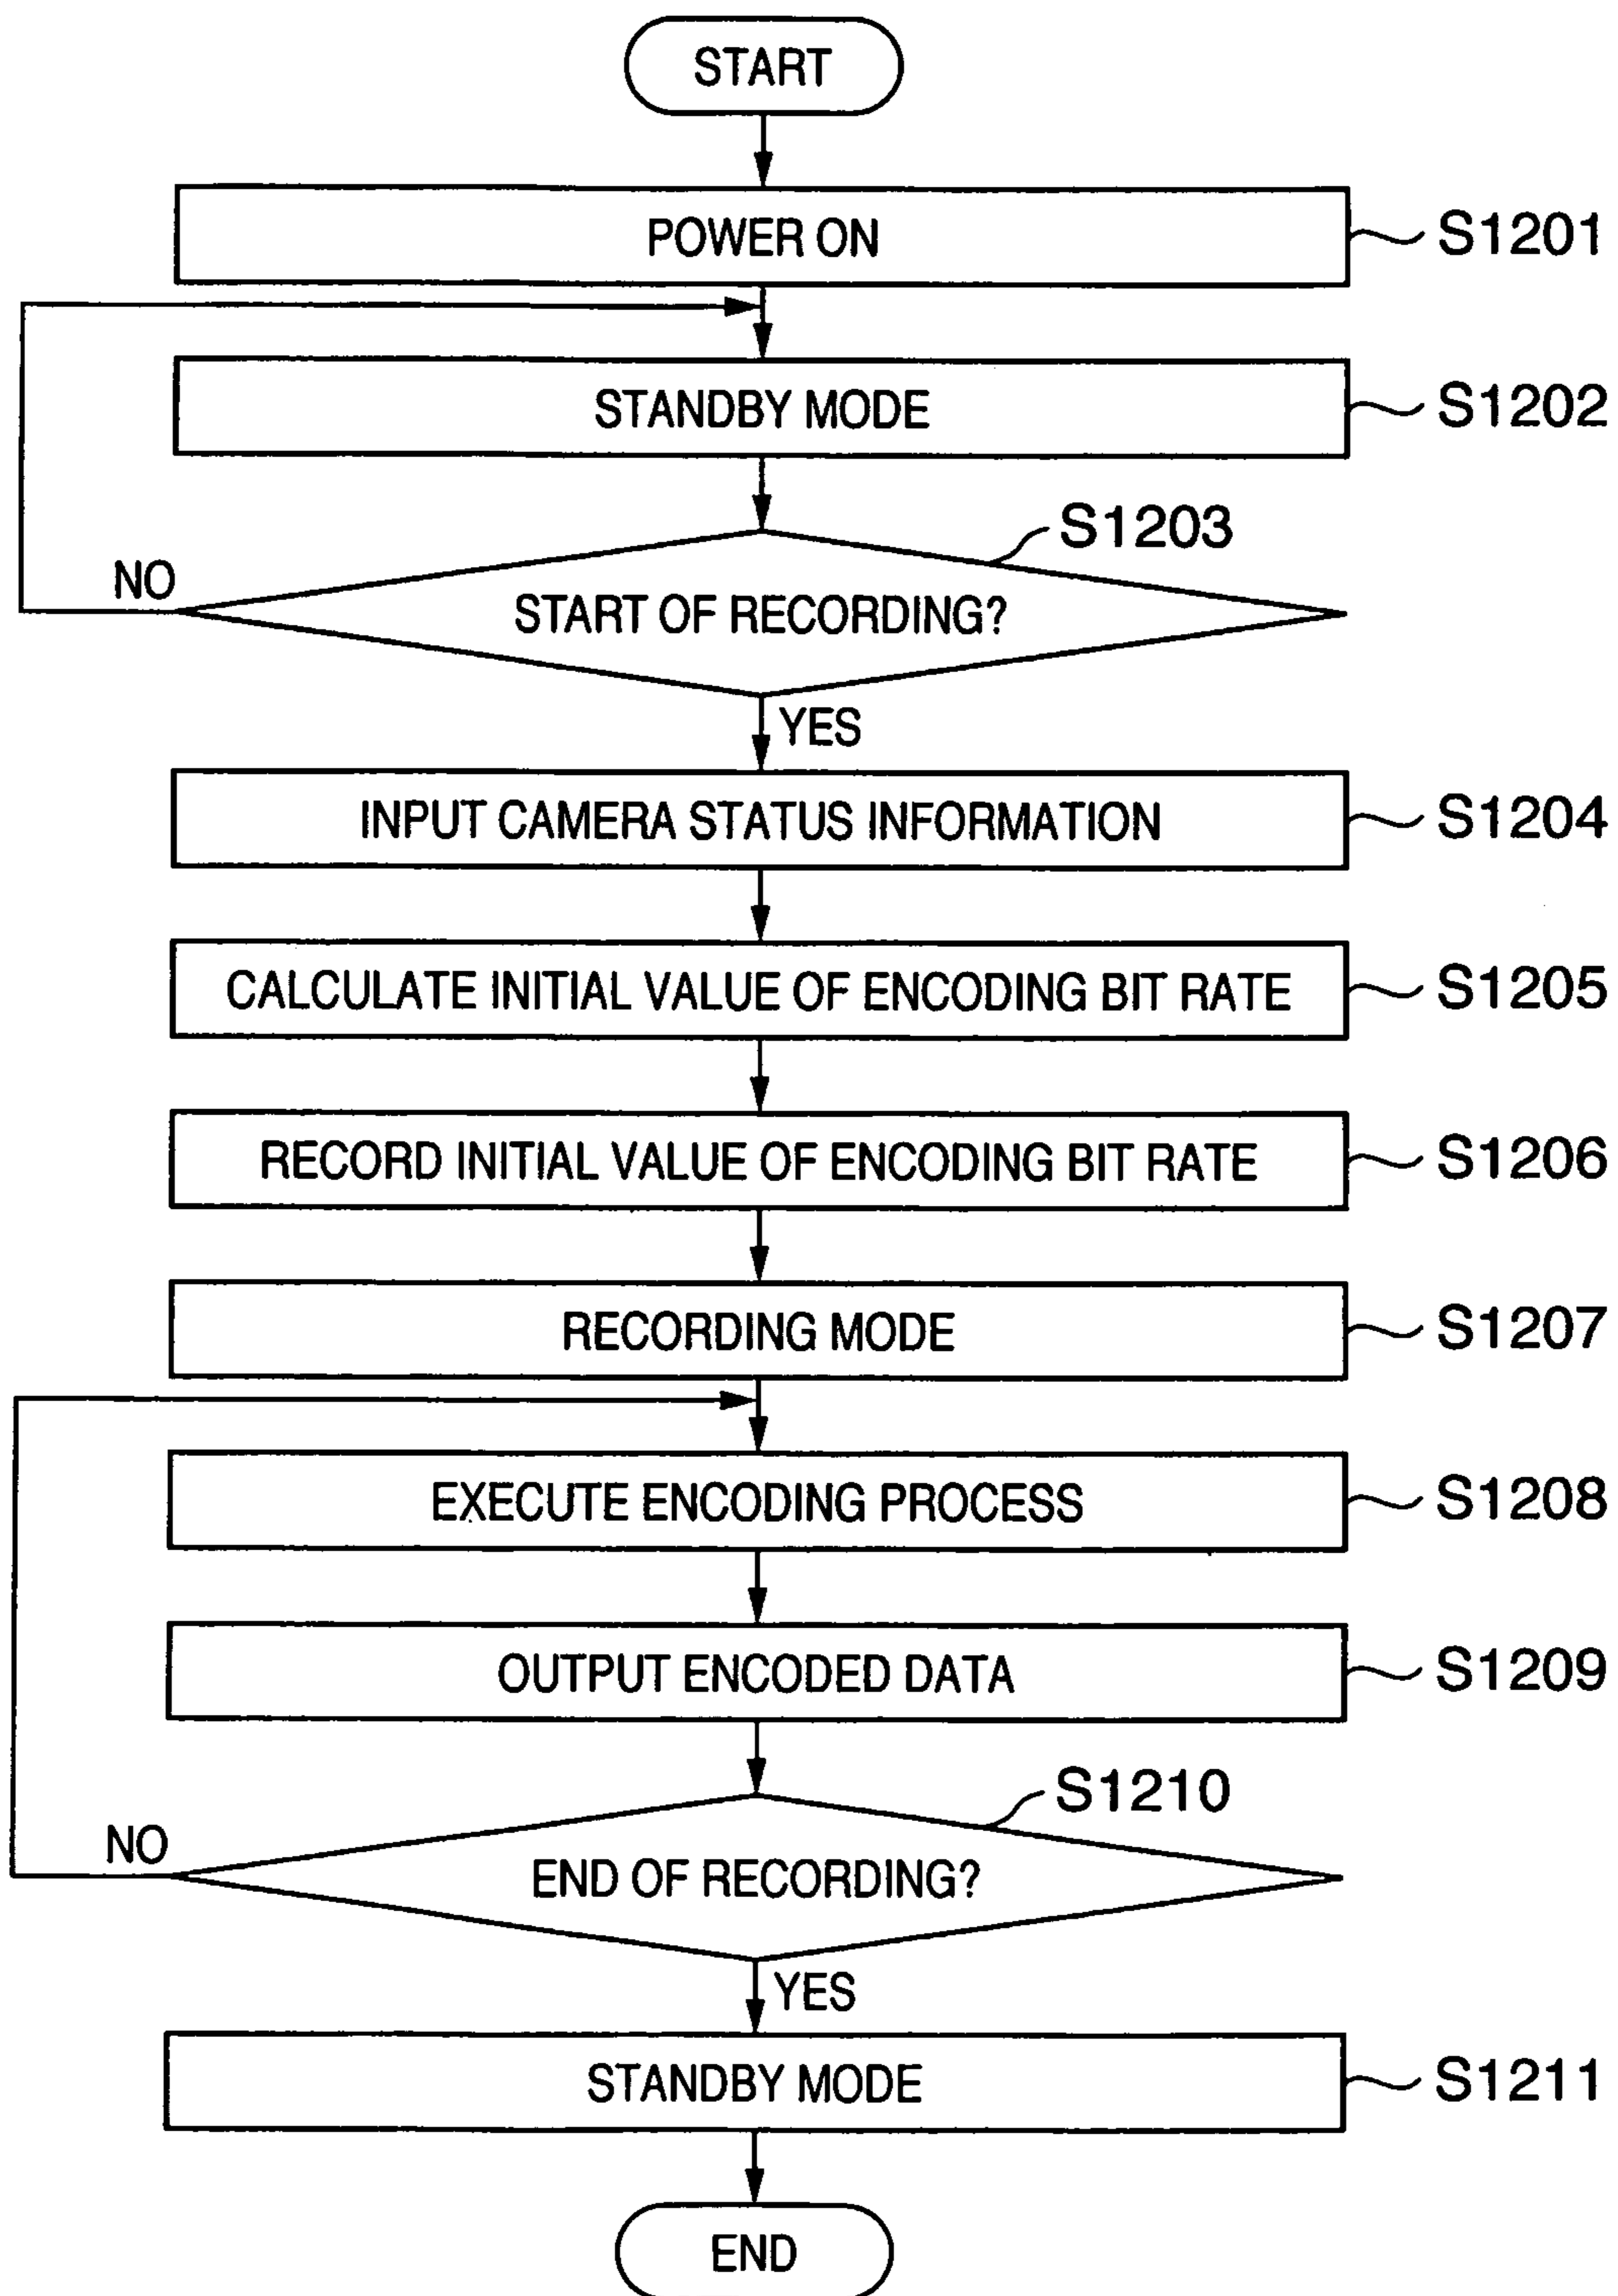 START
POWER ON
S1201
STANDBY MODE
S1202
S1203
NO
START OF RECORDING?
YES
INPUT CAMERA STATUS INFORMATION
S1204
CALCULATE INITIAL VALUE OF ENCODING BIT RATE
S1205
RECORD INITIAL VALUE OF ENCODING BIT RATE
S1206
RECORDING MODE
S1207
EXECUTE ENCODING PROCESS
S1208
OUTPUT ENCODED DATA
S1209
S1210
NO
END OF RECORDING?
YES
STANDBY MODE
S1211
END